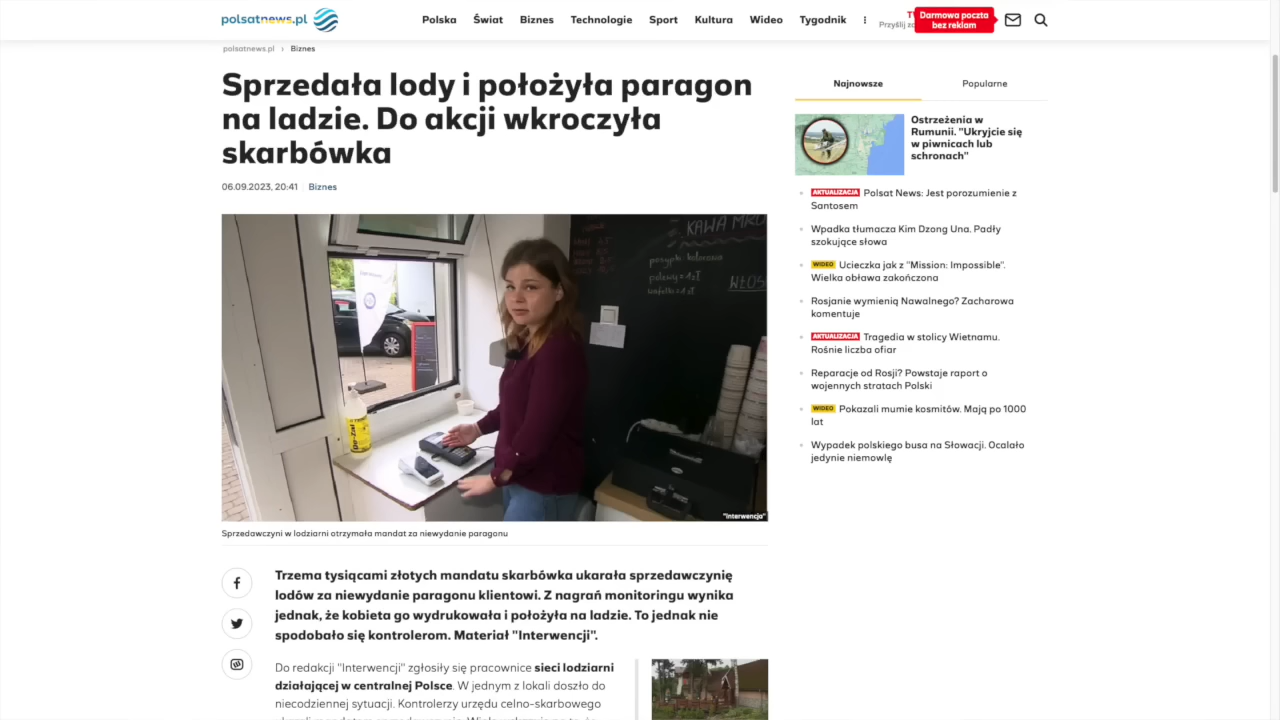 polsatnews.pl
Polska Świat Biznes Technologie Sport Kultura Wideo Tygodnik
Darmowa poczta
bez reklam
polsatnews.pl › Biznes
Sprzedała lody i położyła paragon
na ladzie. Do akcji wkroczyła
skarbówka
06.09.2023, 20:41 Biznes
KAWA MRO
posypki kolorowe
polewy = 1 zł
"Interwencja"
Sprzedawczyni w lodziarni otrzymała mandat za niewydanie paragonu
Trzema tysiącami złotych mandatu skarbówka ukarała sprzedawczynię
lodów za niewydanie paragonu klientowi. Z nagrań monitoringu wynika
jednak, że kobieta go wydrukowała i położyła na ladzie. To jednak nie
spodobało się kontrolerom. Materiał "Interwencji".
Do redakcji "Interwencji" zgłosiły się pracownice sieci lodziarni
działającej w centralnej Polsce. W jednym z lokali doszło do
niecodziennej sytuacji. Kontrolerzy urzędu celno-skarbowego
Najnowsze Popularne
Ostrzeżenia w
Rumunii. "Ukryjcie się
w piwnicach lub
schronach"
AKTUALIZACJA Polsat News: Jest porozumienie z
Santosem
Wpadka tłumacza Kim Dzong Una. Padły
szokujące słowa
WIDEO Ucieczka jak z "Mission: Impossible".
Wielka obława zakończona
Rosjanie wymienią Nawalnego? Zacharowa
komentuje
AKTUALIZACJA Tragedia w stolicy Wietnamu.
Rośnie liczba ofiar
Reparacje od Rosji? Powstaje raport o
wojennych stratach Polski
WIDEO Pokazali mumie kosmitów. Mają po 1000
lat
Wypadek polskiego busa na Słowacji. Ocalało
jedynie niemowlę